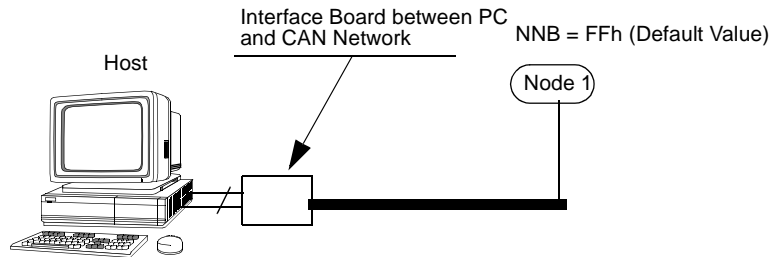 Interface Board between PC
and CAN Network
NNB = FFh (Default Value)
Host
Node 1